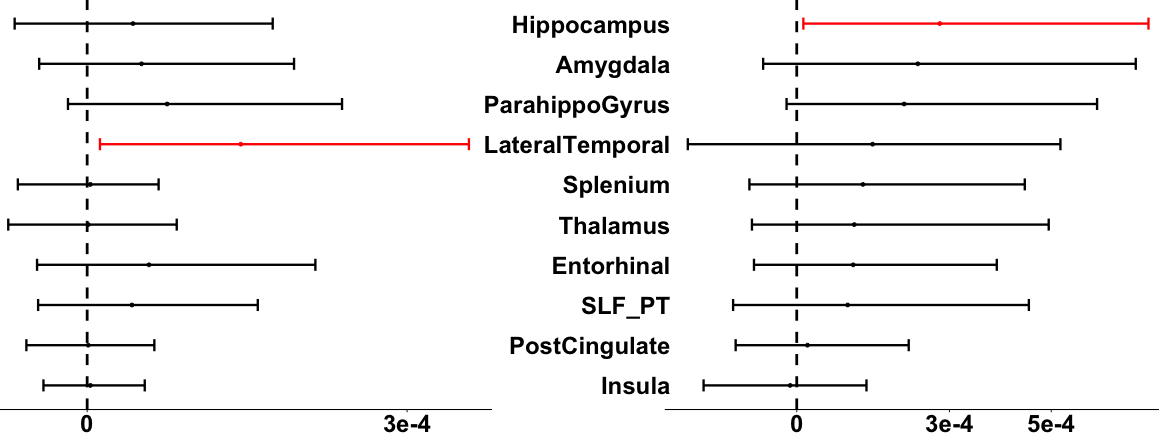 Hippocampus
Amygdala
ParahippoGyrus
LateralTemporal
Splenium
Thalamus
Entorhinal
SLF_PT
PostCingulate
Insula
0 3e-4 0 3e-4 5e-4